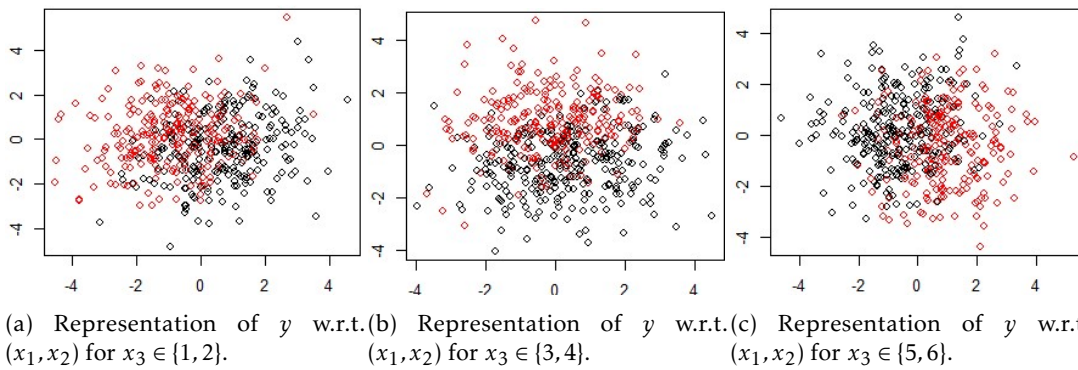 4
2
0
-2
-4
-4 -2 0 2 4
4
2
0
-2
-4
-4 -2 0 2 4
4
2
0
-2
-4
-4 -2 0 2 4
(a) Representation of y w.r.t.
(x₁,x₂) for x₃ ∈ {1,2}.
(b) Representation of y w.r.t.
(x₁,x₂) for x₃ ∈ {3,4}.
(c) Representation of y w.r.t
(x₁,x₂) for x₃ ∈ {5,6}.